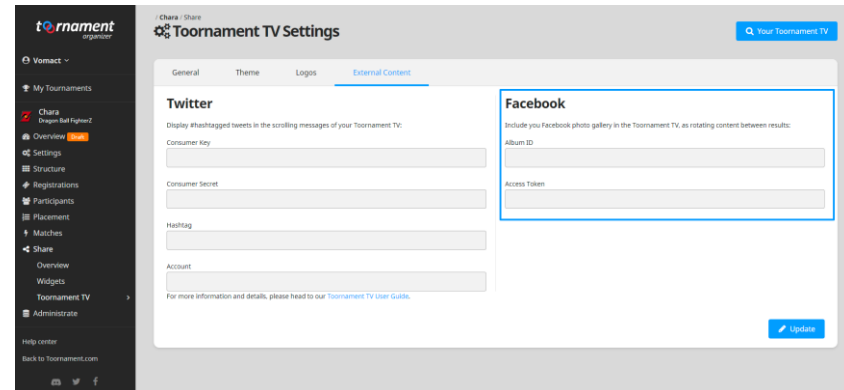 toornament
organizer
Vomact
My Tournaments
Chara
Dragon Ball FighterZ
Overview Draft
Settings
Structure
Registrations
Participants
Placement
Matches
Share
Overview
Widgets
Toornament TV
Administrate
Help center
Back to Toornament.com
/ Chara / Share
Toornament TV Settings
Your Toornament TV
General Theme Logos External Content
Twitter
Display #hashtagged tweets in the scrolling messages of your Toornament TV:
Consumer Key
Consumer Secret
Hashtag
Account
For more information and details, please head to our Toornament TV User Guide.
Facebook
Include you Facebook photo gallery in the Toornament TV, as rotating content between results:
Album ID
Access Token
Update